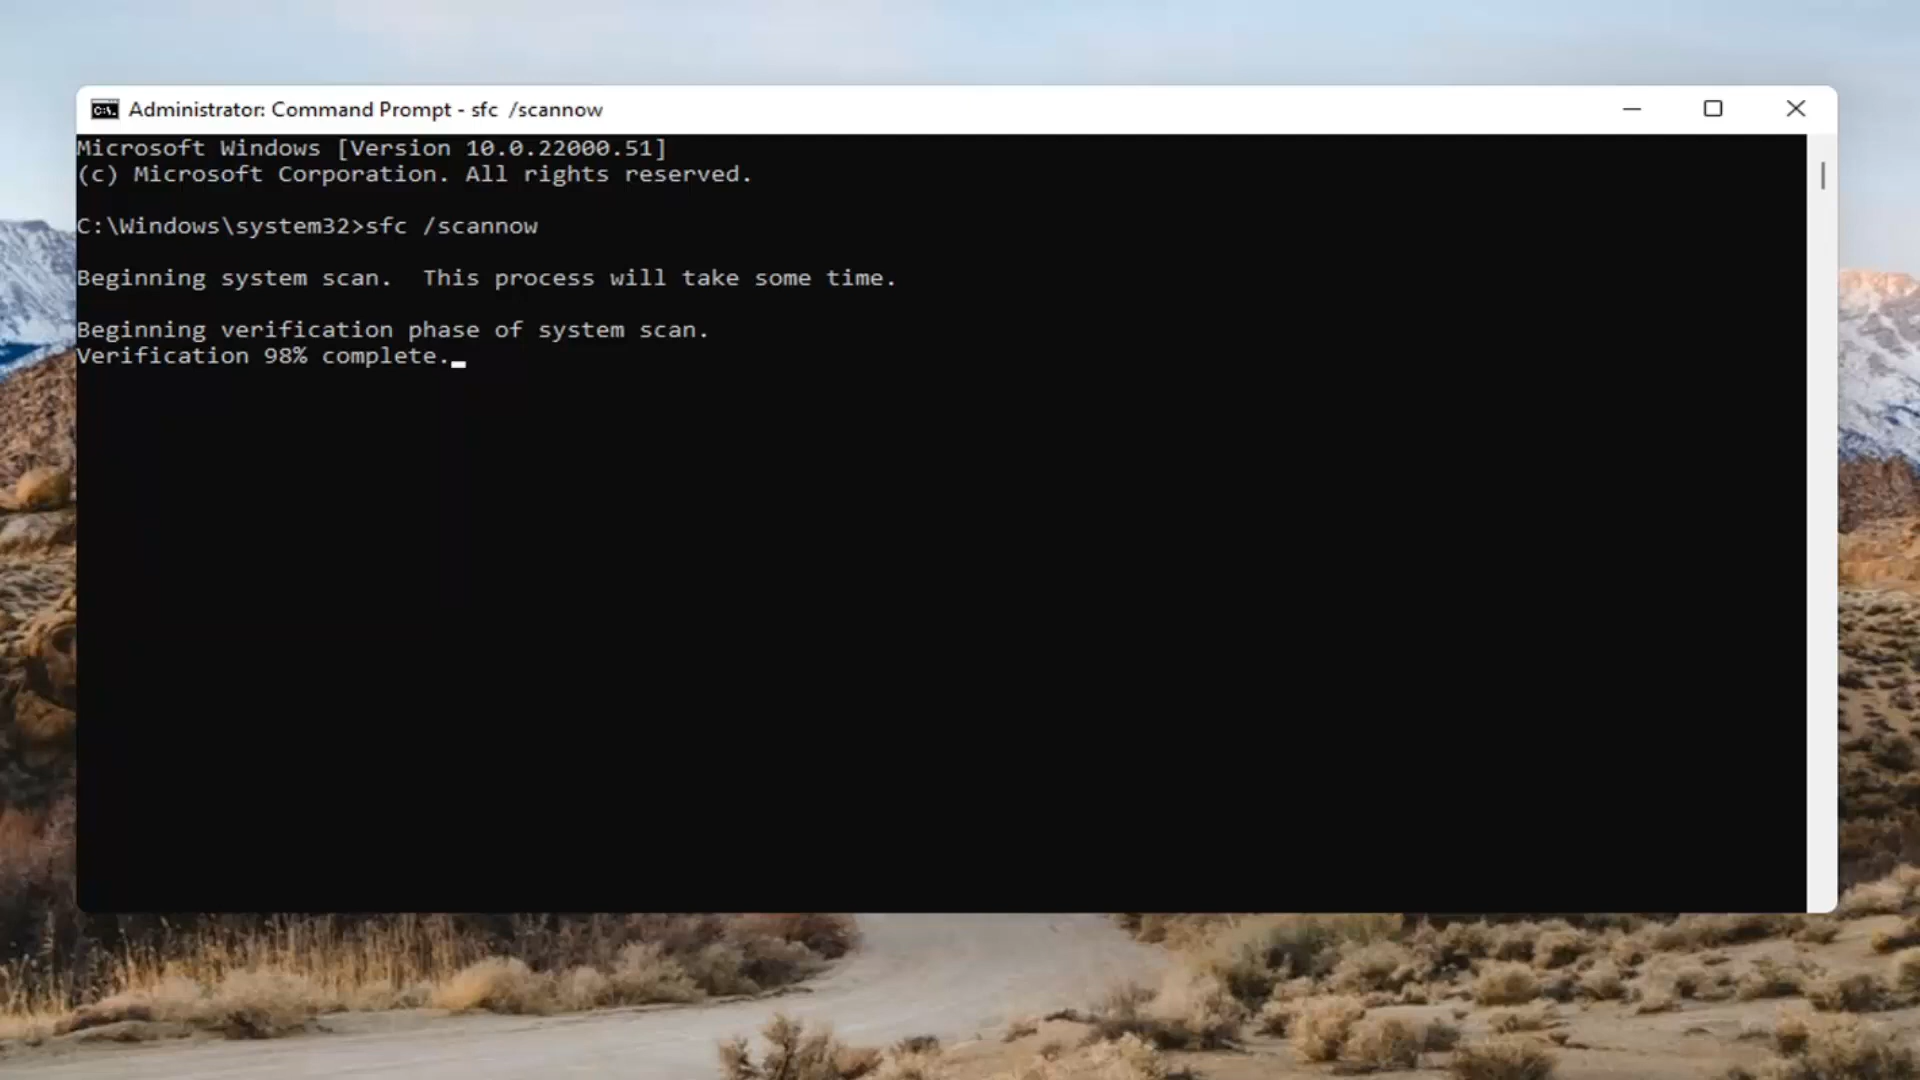 Administrator: Command Prompt - sfc  /scannow
Microsoft Windows [Version 10.0.22000.51]
(c) Microsoft Corporation. All rights reserved.
C:\Windows\system32>sfc /scannow
Beginning system scan.  This process will take some time.
Beginning verification phase of system scan.
Verification 98% complete.